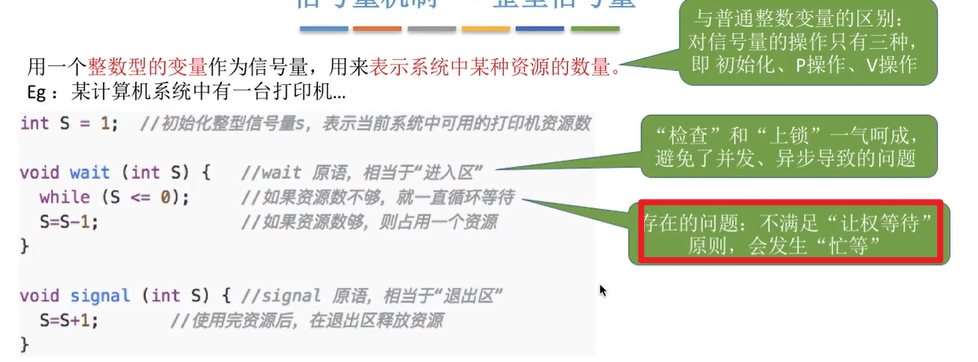 信号量机制——整型信号量
与普通整数变量的区别：
对信号量的操作只有三种，
即 初始化、P操作、V操作
用一个整数型的变量作为信号量，用来表示系统中某种资源的数量。
Eg：某计算机系统中有一台打印机...
int S = 1; //初始化整型信号量s，表示当前系统中可用的打印机资源数
“检查”和“上锁”一气呵成，
避免了并发、异步导致的问题
void wait (int S) { //wait 原语，相当于“进入区”
while (S <= 0); //如果资源数不够，就一直循环等待
S=S-1; //如果资源数够，则占用一个资源
}
存在的问题：不满足“让权等待”
原则，会发生“忙等”
void signal (int S) { //signal 原语，相当于“退出区”
S=S+1; //使用完资源后，在退出区释放资源
}